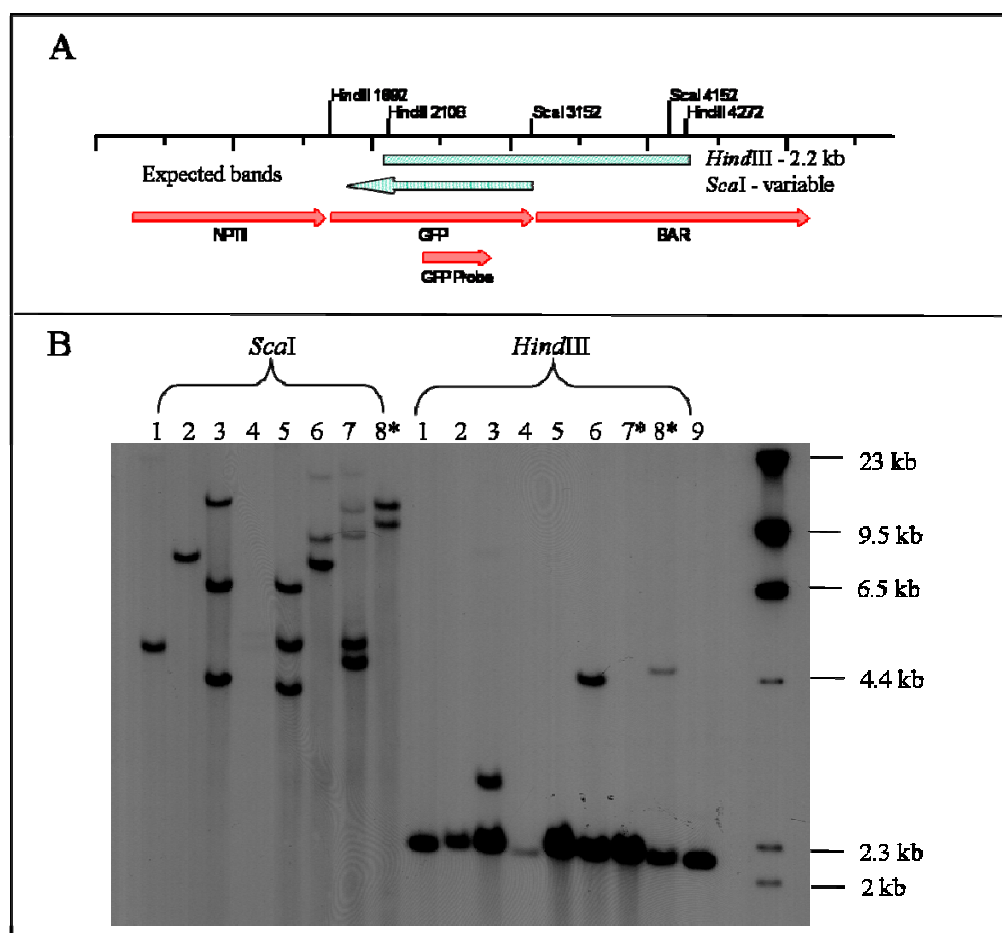 A
HindIII 1692
HindIII 2106
ScaI 3152
ScaI 4152
HindIII 4272
Expected bands
HindIII - 2.2 kb
ScaI - variable
NPTII
GFP
BAR
GFP Probe
B
ScaI
HindIII
1 2 3 4 5 6 7 8* 1 2 3 4 5 6 7* 8* 9
23 kb
9.5 kb
6.5 kb
4.4 kb
2.3 kb
2 kb